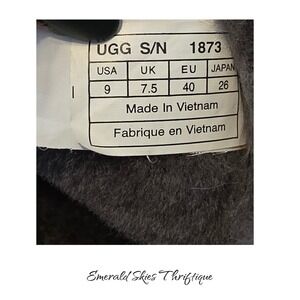 UGG S/N 1873
USA UK EU JAPAN
9 7.5 40 26
Made In Vietnam
Fabrique en Vietnam
Emerald Skies Thriftique